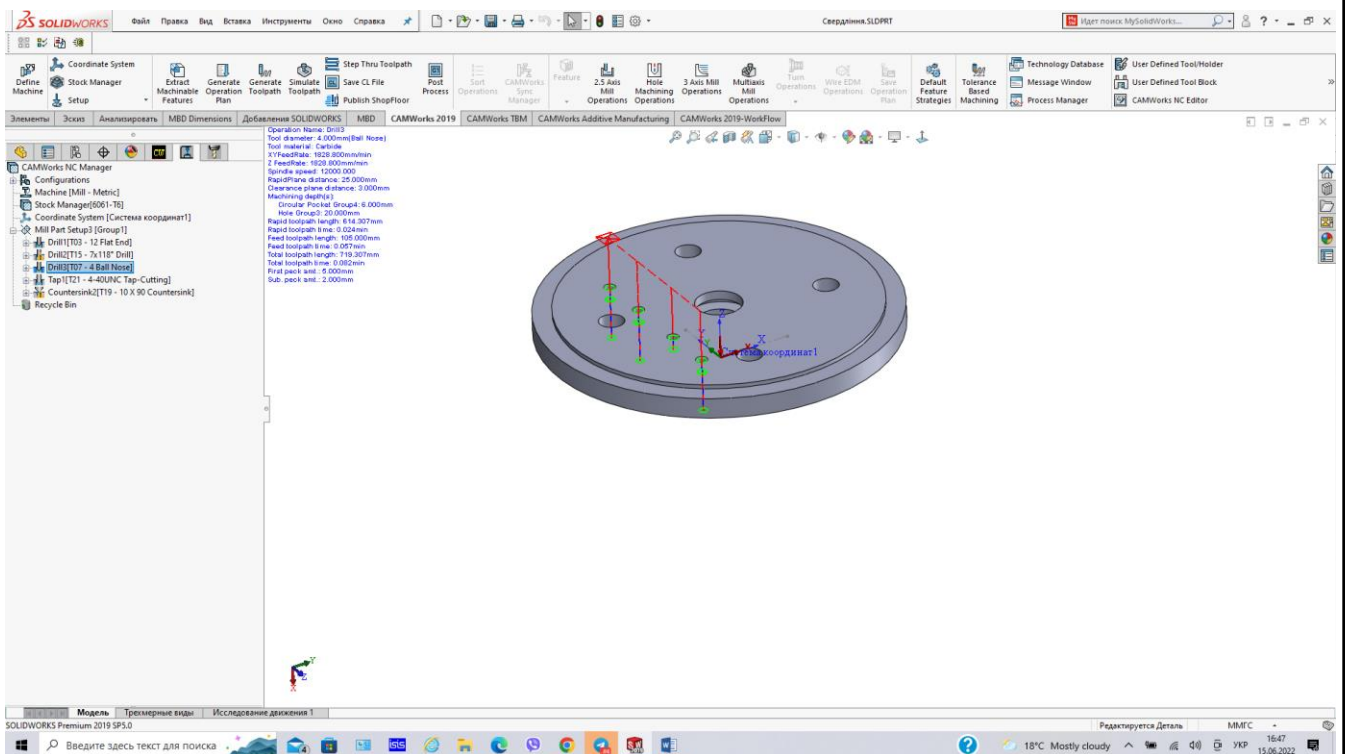 SOLIDWORKS Файл Правка Вид Вставка Инструменты Окно Справка Свердління.SLDPRT Идет поиск MySolidWorks...
Define Machine
Coordinate System
Stock Manager
Setup
Extract Machinable Features
Generate Operation Plan
Generate Toolpath
Simulate Toolpath
Step Thru Toolpath
Save CL File
Publish ShopFloor
Post Process
Sort Operations
CAMWorks Sync Manager
Feature
2.5 Axis Mill Operations
Hole Machining Operations
3 Axis Mill Operations
Multiaxis Mill Operations
Turn Operations
Wire EDM Operations
Save Operation Plan
Default Feature Strategies
Tolerance Based Machining
Technology Database
Message Window
Process Manager
User Defined Tool/Holder
User Defined Tool Block
CAMWorks NC Editor
Элементы Эскиз Анализировать MBD Dimensions Добавления SOLIDWORKS MBD CAMWorks 2019 CAMWorks TBM CAMWorks Additive Manufacturing CAMWorks 2019-WorkFlow
CAMWorks NC Manager
Configurations
Machine [Mill - Metric]
Stock Manager[6061-T6]
Coordinate System [Система координат1]
Mill Part Setup3 [Group1]
Drill1[T03 - 12 Flat End]
Drill2[T15 - 7x118° Drill]
Drill3[T07 - 4 Ball Nose]
Tap1[T21 - 4-40UNC Tap-Cutting]
Countersink2[T19 - 10 X 90 Countersink]
Recycle Bin
Operation Name: Drill3
Tool diameter: 4.000mm(Ball Nose)
Tool material: Carbide
XYFeedRate: 1828.800mm/min
Z FeedRate: 1828.800mm/min
Spindle speed: 12000.000
RapidPlane distance: 25.000mm
Clearance plane distance: 3.000mm
Machining depth(s):
Circular Pocket Group4: 6.000mm
Hole Group3: 20.000mm
Rapid toolpath length: 614.307mm
Rapid toolpath time: 0.024min
Feed toolpath length: 105.000mm
Feed toolpath time: 0.057min
Total toolpath length: 719.307mm
Total toolpath time: 0.082min
First peck amt.: 5.000mm
Sub. peck amt.: 2.000mm
Z
X
Y
Система координат1
Y
Z
X
Модель Трехмерные виды Исследование движения 1
SOLIDWORKS Premium 2019 SP5.0 Редактируется Деталь ММГС
Введите здесь текст для поиска 18°C Mostly cloudy УКР 16:47
15.06.2022